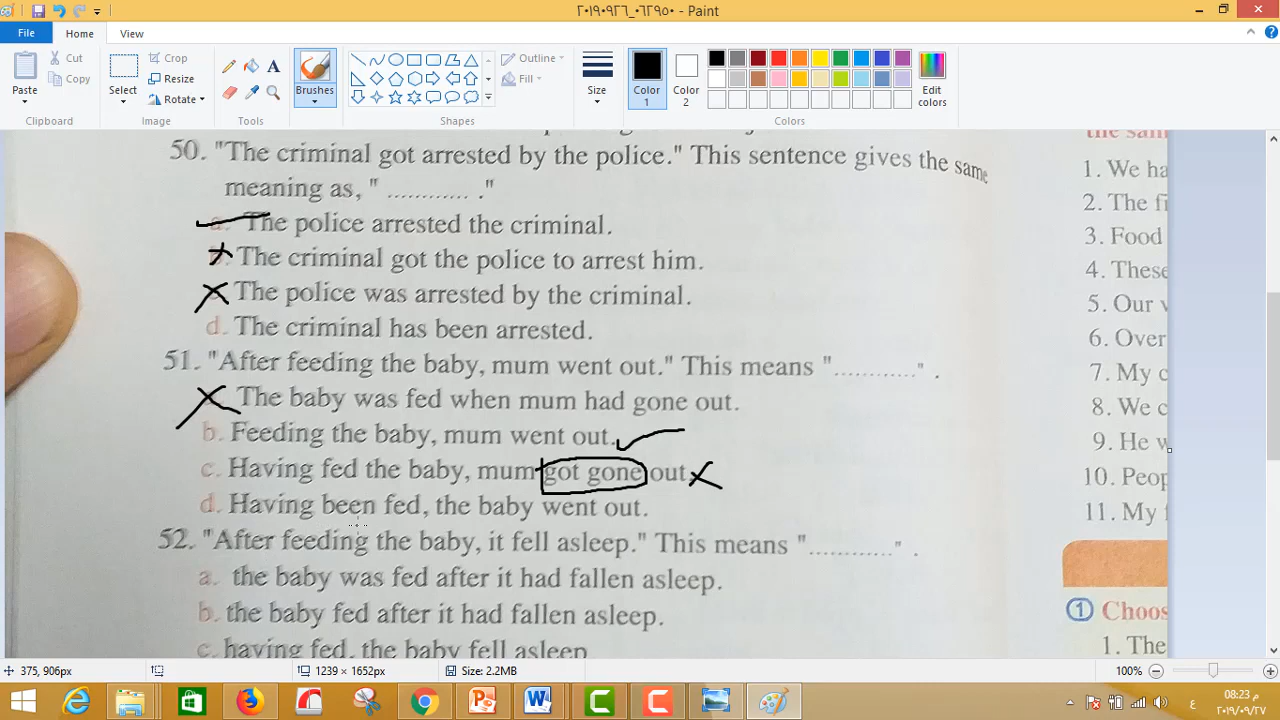 ٢٠١٩٠٩٢٦_٠٦٢٩٥٠ - Paint
File Home View
Paste
Cut
Copy
Clipboard
Select
Crop
Resize
Rotate
Image
Tools
Brushes
Outline
Fill
Shapes
Size
Color 1
Color 2
Edit colors
Colors
50. "The criminal got arrested by the police." This sentence gives the same
meaning as, " ............ ."
a. The police arrested the criminal.
b. The criminal got the police to arrest him.
The police was arrested by the criminal.
d. The criminal has been arrested.
51. "After feeding the baby, mum went out." This means "............" .
The baby was fed when mum had gone out.
b. Feeding the baby, mum went out.
c. Having fed the baby, mum got gone out.
d. Having been fed, the baby went out.
52. "After feeding the baby, it fell asleep." This means "............" .
a. the baby was fed after it had fallen asleep.
b. the baby fed after it had fallen asleep.
c. having fed, the baby fell asleep
the sam
1. We ha
2. The fi
3. Food
4. These
5. Our v
6. Over
7. My c
8. We c
9. He w
10. People
11. My f
1 Choos
1. The
375, 906px
1239 × 1652px
Size: 2.2MB
100%
ع
08:23 م
٢٠١٩/٠٩/٢٧